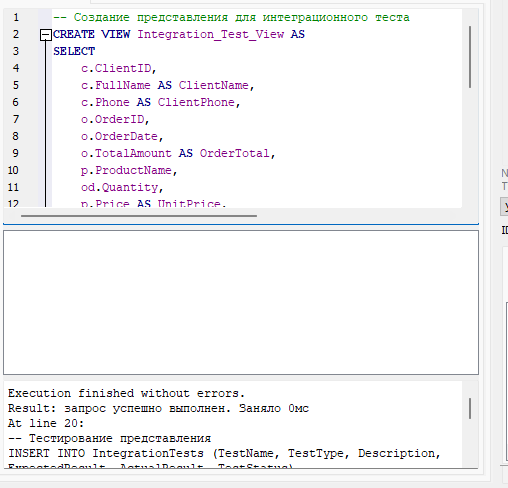 1 -- Создание представления для интеграционного теста
2 CREATE VIEW Integration_Test_View AS
3 SELECT
4 c.ClientID,
5 c.FullName AS ClientName,
6 c.Phone AS ClientPhone,
7 o.OrderID,
8 o.OrderDate,
9 o.TotalAmount AS OrderTotal,
10 p.ProductName,
11 od.Quantity,
12 p.Price AS UnitPrice,
Execution finished without errors.
Result: запрос успешно выполнен. Заняло 0мс
At line 20:
-- Тестирование представления
INSERT INTO IntegrationTests (TestName, TestType, Description,
ExpectedResult, ActualResult, TestStatus)